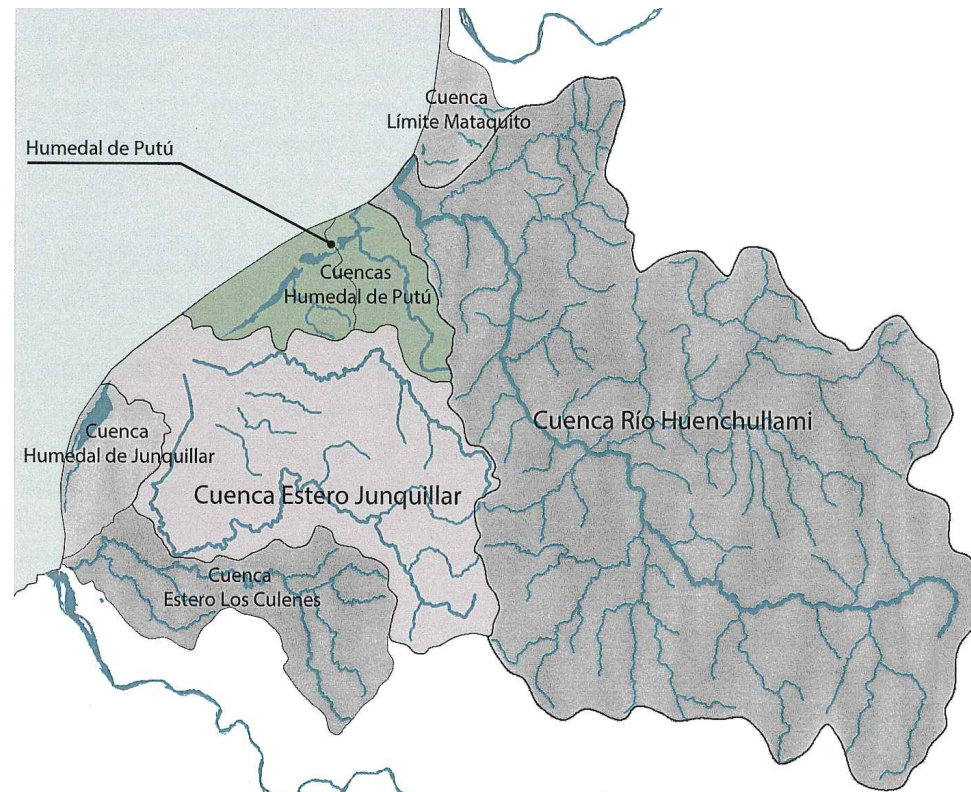 Cuenca
Límite Mataquito
Humedal de Putú
Cuencas
Humedal de Putú
Cuenca Río Huenchullami
Cuenca
Humedal de Junquillar
Cuenca Estero Junquillar
Cuenca
Estero Los Culenes